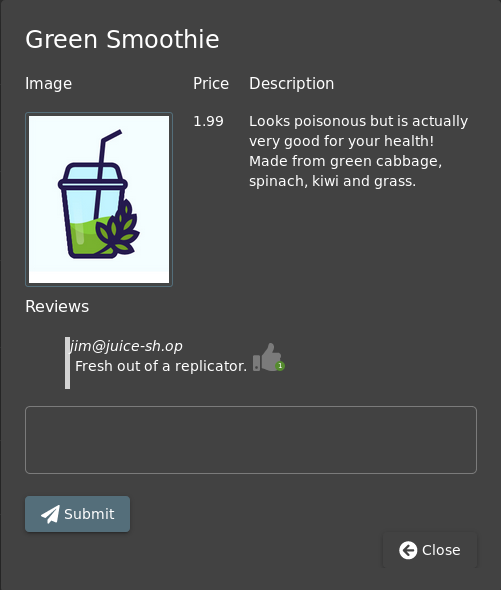 Green Smoothie
Image Price Description
1.99 Looks poisonous but is actually
very good for your health!
Made from green cabbage,
spinach, kiwi and grass.
Reviews
jim@juice-sh.op
Fresh out of a replicator. 1
Submit
Close